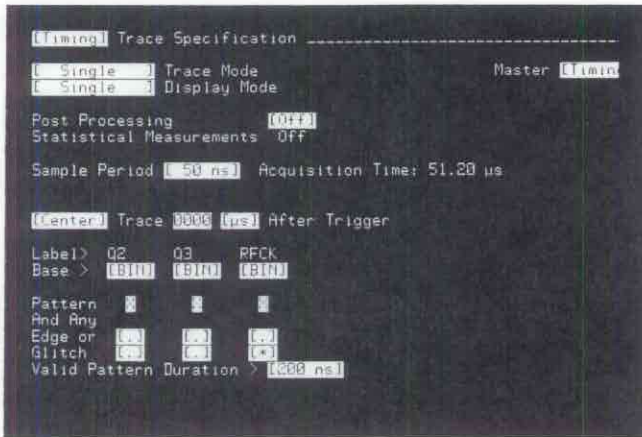 [Timing] Trace Specification
[ Single ] Trace Mode Master [Timin
[ Single ] Display Mode
Post Processing [Off]
Statistical Measurements Off
Sample Period [ 50 ns] Acquisition Time: 51.20 µs
[Center] Trace 0000 [µs] After Trigger
Label> Q2 Q3 RFCK
Base > [BIN] [BIN] [BIN]
Pattern
And Any
Edge or [.] [.] [.]
Glitch [.] [.] [*]
Valid Pattern Duration > [200 ns]